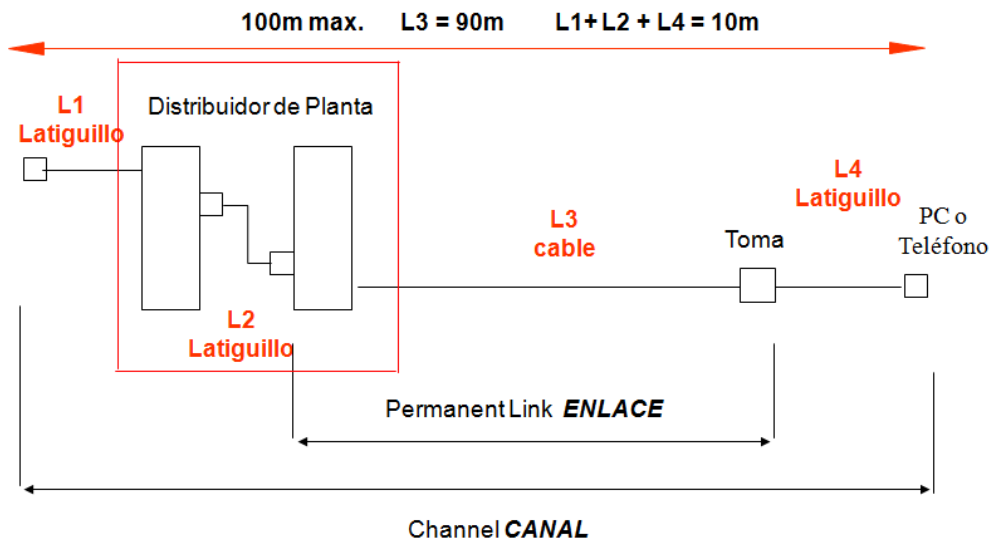 100m max. L3 = 90m L1+ L2 + L4 = 10m
L1
Latiguillo
Distribuidor de Planta
L2
Latiguillo
L3
cable
Toma
L4
Latiguillo
PC o
Teléfono
Permanent Link ENLACE
Channel CANAL